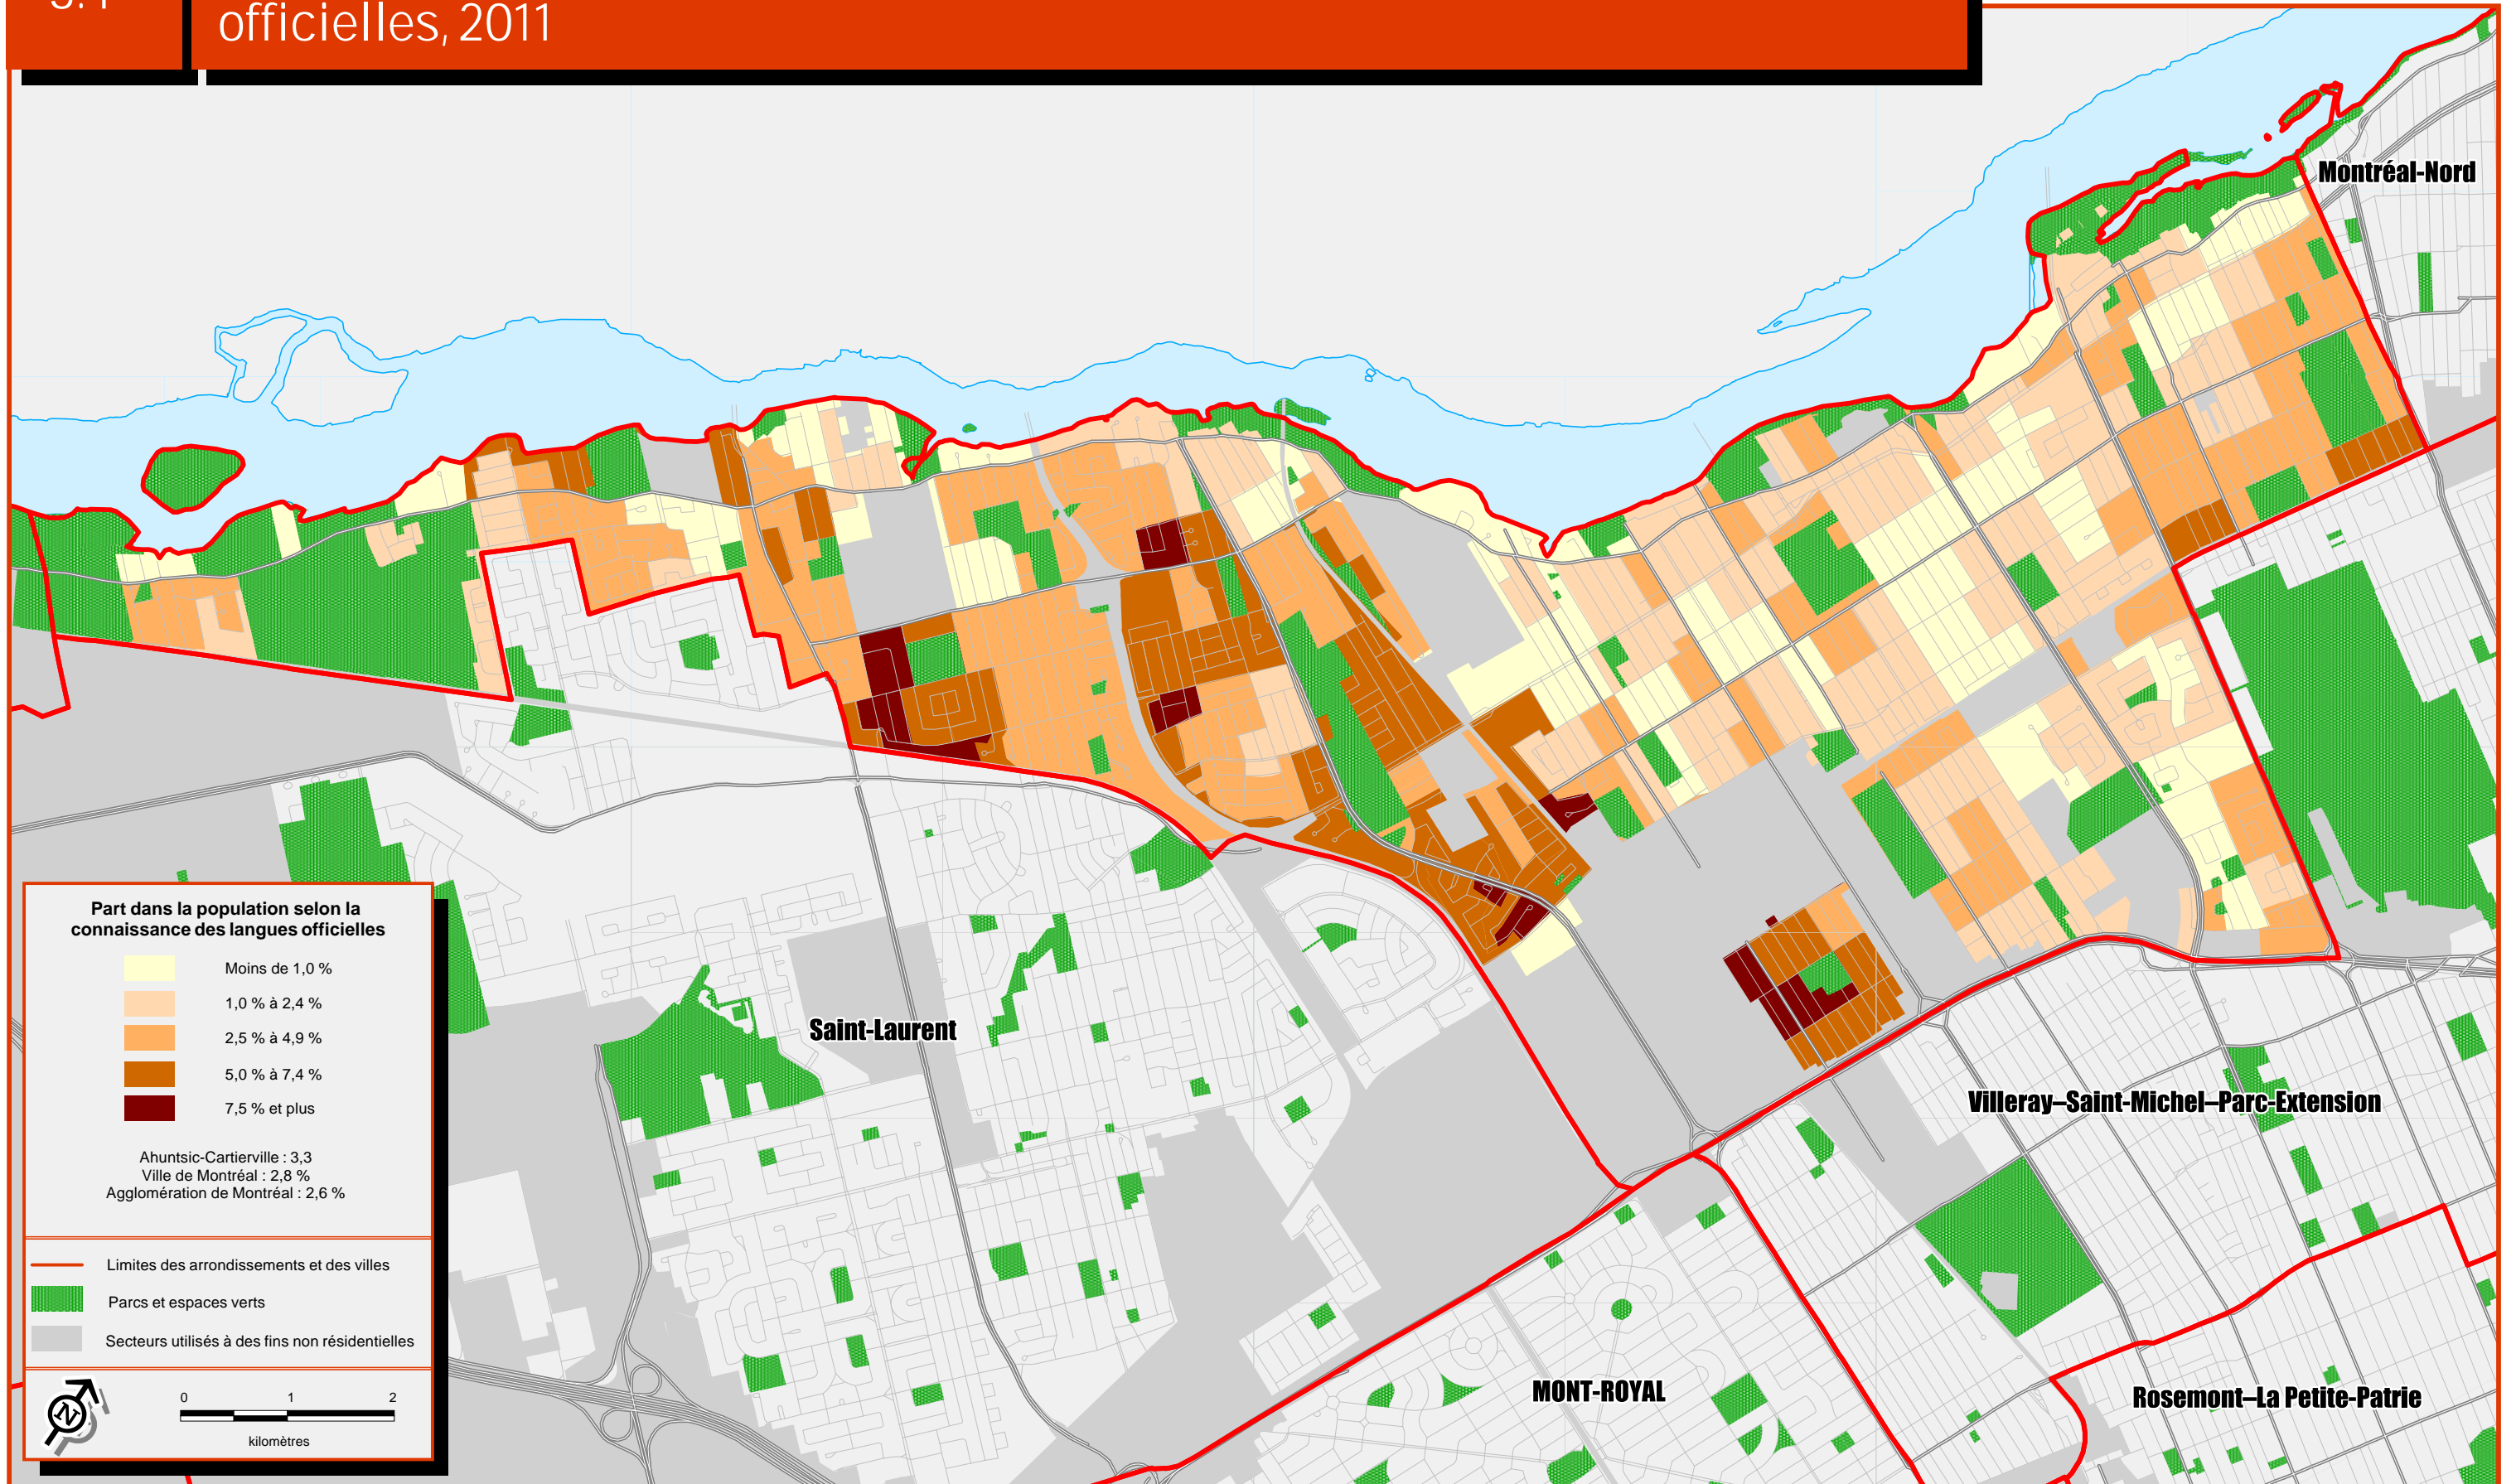 officielles, 2011
Montréal-Nord
Saint-Laurent
Villeray–Saint-Michel–Parc-Extension
MONT-ROYAL
Rosemont–La Petite-Patrie
Part dans la population selon la
connaissance des langues officielles
Moins de 1,0 %
1,0 % à 2,4 %
2,5 % à 4,9 %
5,0 % à 7,4 %
7,5 % et plus
Ahuntsic-Cartierville : 3,3
Ville de Montréal : 2,8 %
Agglomération de Montréal : 2,6 %
Limites des arrondissements et des villes
Parcs et espaces verts
Secteurs utilisés à des fins non résidentielles
N
0 1 2
kilomètres